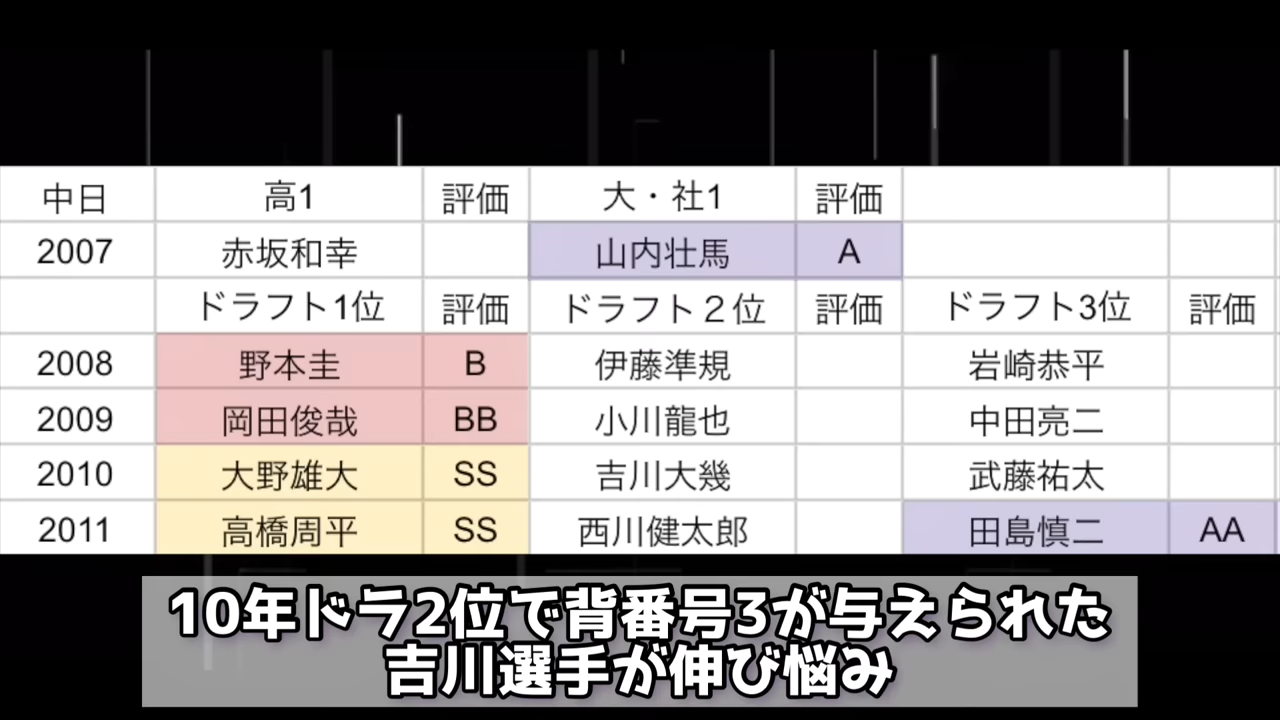 中日 高1 評価 大・社1 評価
2007 赤坂和幸 山内壮馬 A
ドラフト1位 評価 ドラフト２位 評価 ドラフト3位 評価
2008 野本圭 B 伊藤準規 岩崎恭平
2009 岡田俊哉 BB 小川龍也 中田亮二
2010 大野雄大 SS 吉川大幾 武藤祐太
2011 高橋周平 SS 西川健太郎 田島慎二 AA
10年ドラ2位で背番号3が与えられた
吉川選手が伸び悩み